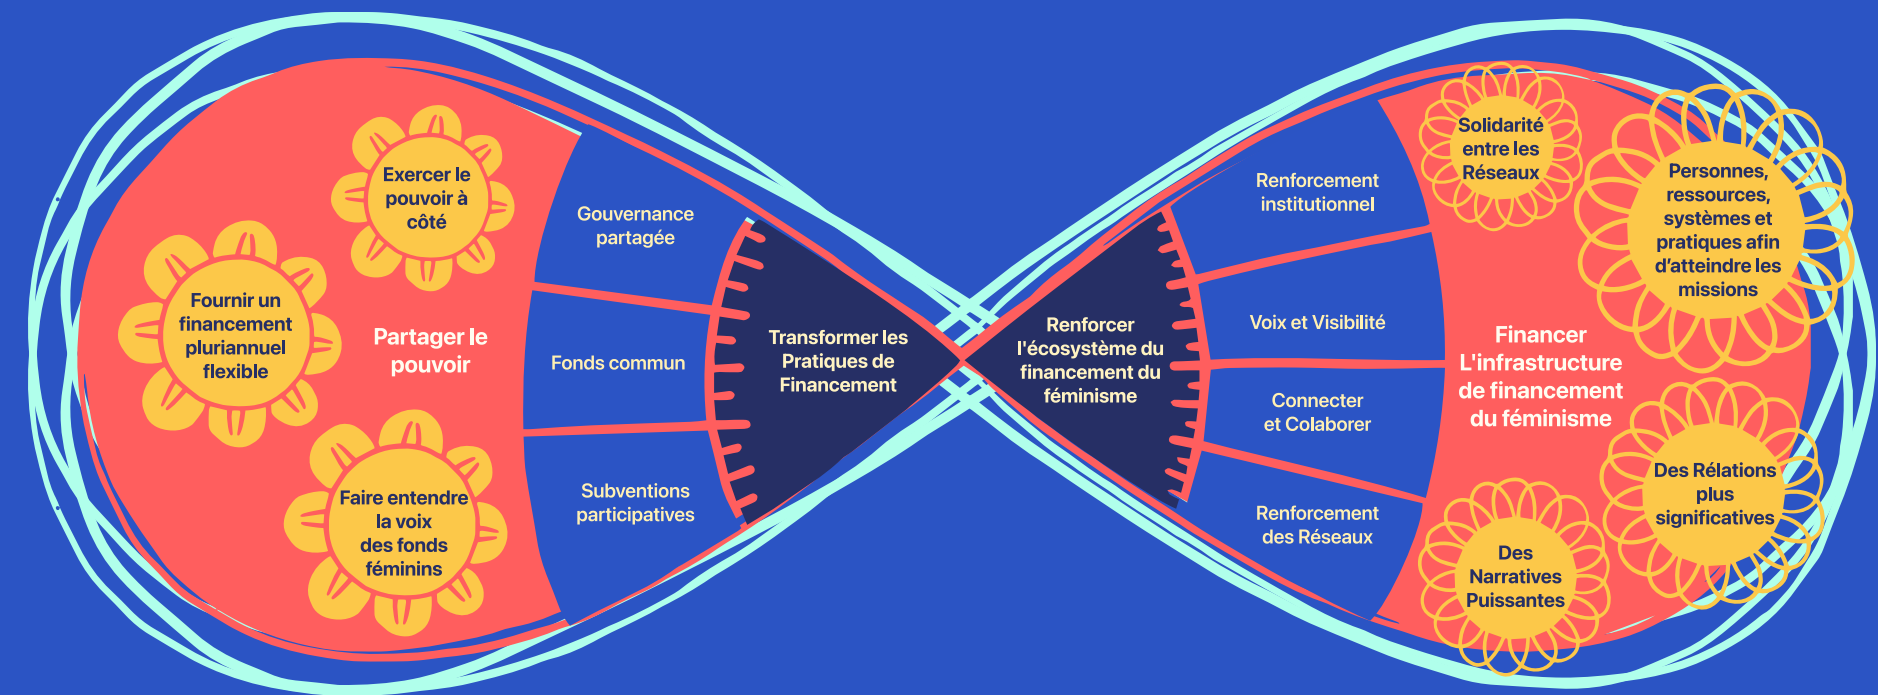 Exercer le
pouvoir à
côté
Fournir un
financement
pluriannuel
flexible
Faire entendre
la voix
des fonds
féminins
Partager le
pouvoir
Gouvernance
partagée
Fonds commun
Subventions
participatives
Transformer les
Pratiques de
Financement
Renforcer
l'écosystème du
financement du
féminisme
Renforcement
institutionnel
Voix et Visibilité
Connecter
et Colaborer
Renforcement
des Réseaux
Financer
L'infrastructure
de financement
du féminisme
Solidarité
entre les
Réseaux
Personnes,
ressources,
systèmes et
pratiques afin
d'atteindre les
missions
Des Rélations
plus
significatives
Des
Narratives
Puissantes